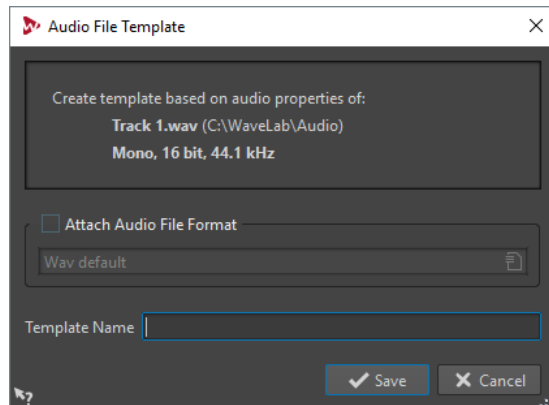 Audio File Template
Create template based on audio properties of:
Track 1.wav (C:\WaveLab\Audio)
Mono, 16 bit, 44.1 kHz
Attach Audio File Format
Wav default
Template Name
Save Cancel